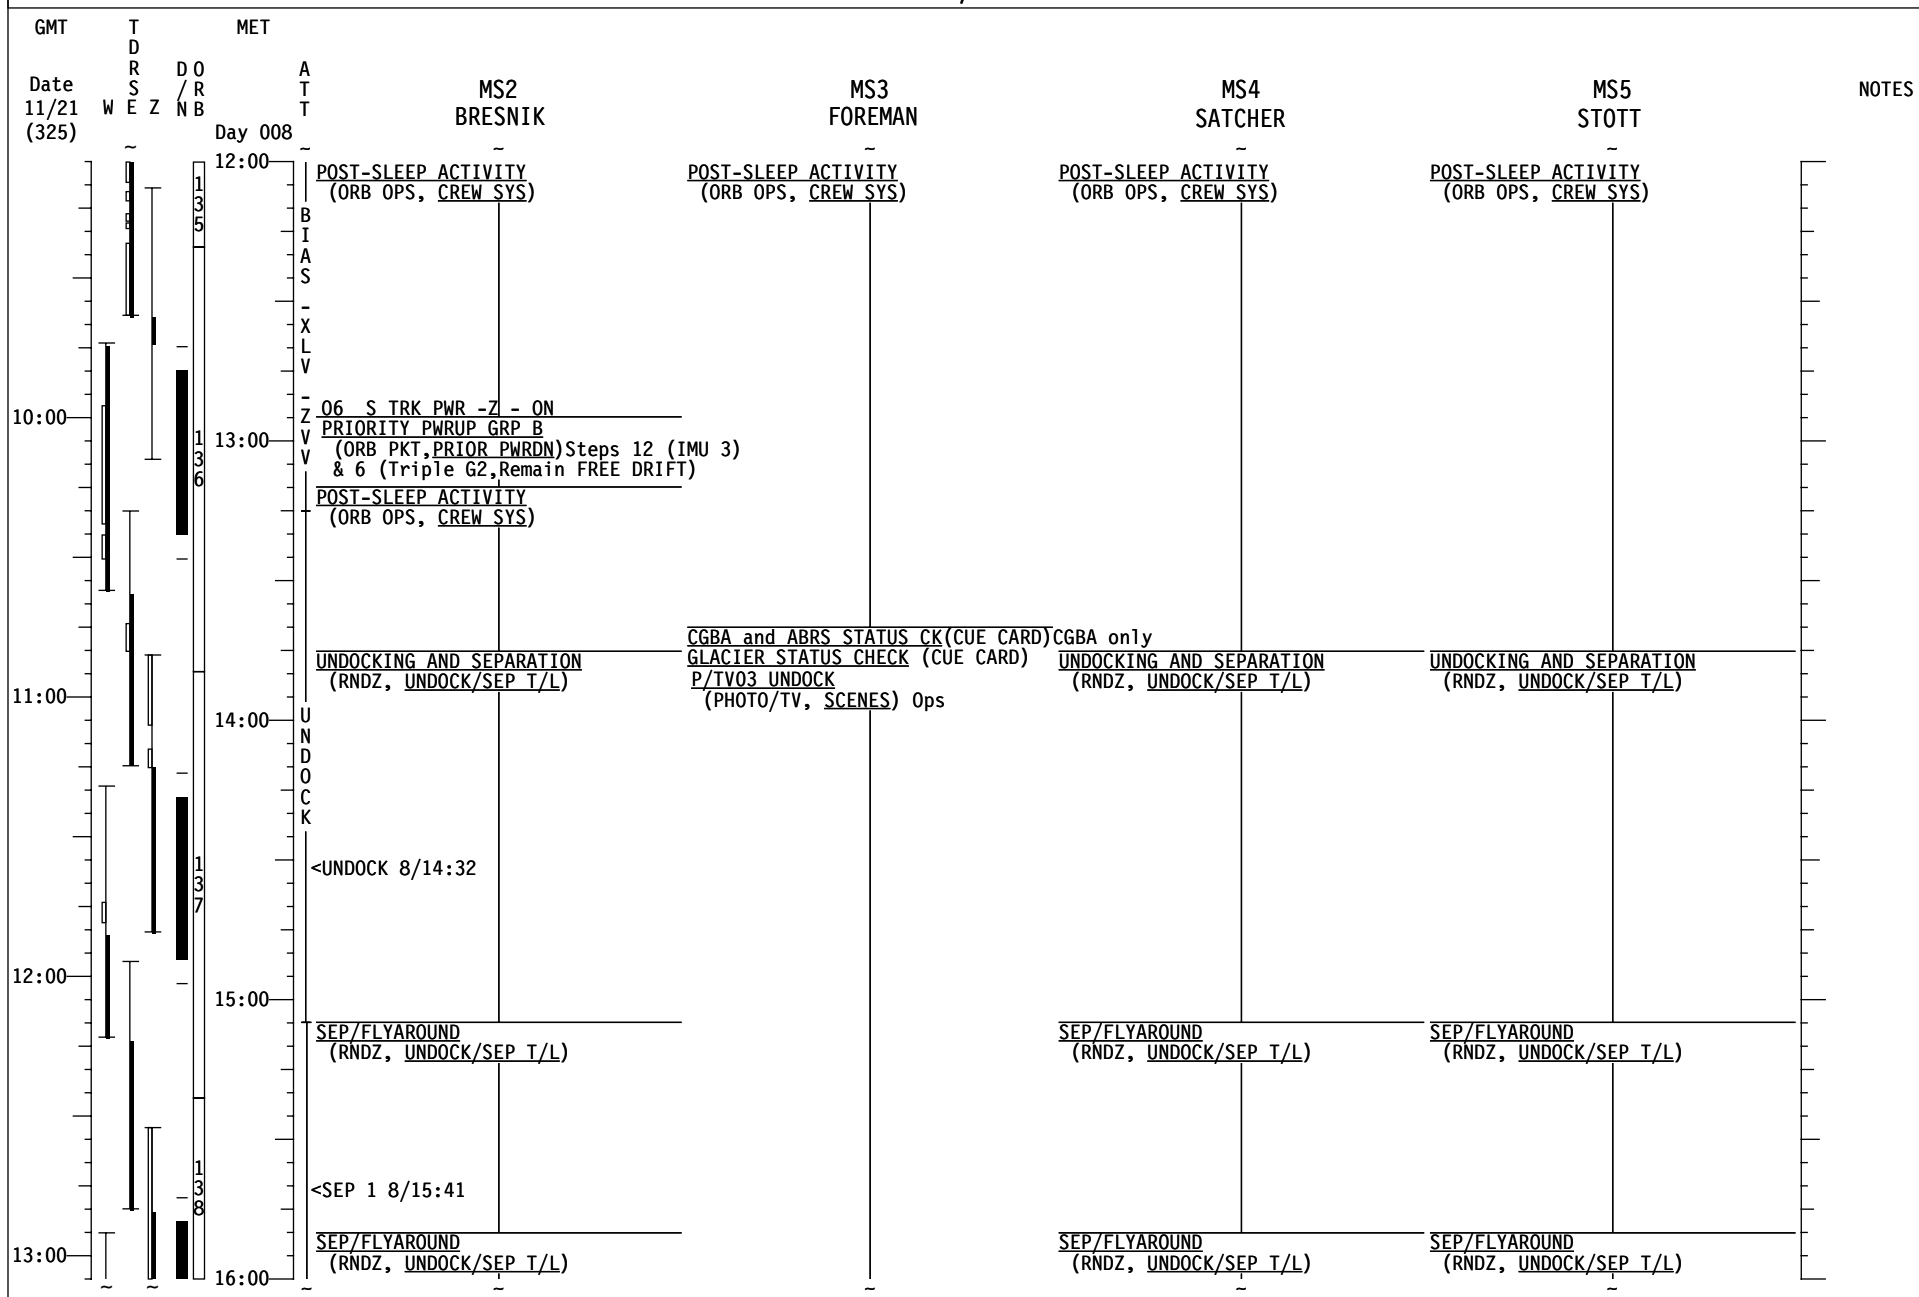 GMT T D R S MET
Date D/N O R B A T T MS2 MS3 MS4 MS5 NOTES
11/21 W E Z BRESNIK FOREMAN SATCHER STOTT
(325) Day 008
~ ~ ~ ~ ~ ~
12:00 POST-SLEEP ACTIVITY POST-SLEEP ACTIVITY POST-SLEEP ACTIVITY POST-SLEEP ACTIVITY
(ORB OPS, CREW SYS) (ORB OPS, CREW SYS) (ORB OPS, CREW SYS) (ORB OPS, CREW SYS)
135
BIAS -XLV -ZVV
06 S TRK PWR -Z - ON
10:00
PRIORITY PWRUP GRP B
13:00 (ORB PKT,PRIOR PWRDN)Steps 12 (IMU 3)
136
& 6 (Triple G2,Remain FREE DRIFT)
POST-SLEEP ACTIVITY
(ORB OPS, CREW SYS)
CGBA and ABRS STATUS CK(CUE CARD)CGBA only
UNDOCKING AND SEPARATION GLACIER STATUS CHECK (CUE CARD) UNDOCKING AND SEPARATION UNDOCKING AND SEPARATION
(RNDZ, UNDOCK/SEP T/L) P/TV03 UNDOCK (RNDZ, UNDOCK/SEP T/L) (RNDZ, UNDOCK/SEP T/L)
11:00 (PHOTO/TV, SCENES) Ops
14:00
UNDOCK
<UNDOCK 8/14:32
137
12:00
15:00
SEP/FLYAROUND SEP/FLYAROUND SEP/FLYAROUND
(RNDZ, UNDOCK/SEP T/L) (RNDZ, UNDOCK/SEP T/L) (RNDZ, UNDOCK/SEP T/L)
138
<SEP 1 8/15:41
SEP/FLYAROUND SEP/FLYAROUND SEP/FLYAROUND
13:00 (RNDZ, UNDOCK/SEP T/L) (RNDZ, UNDOCK/SEP T/L) (RNDZ, UNDOCK/SEP T/L)
16:00
~ ~ ~ ~ ~ ~ ~